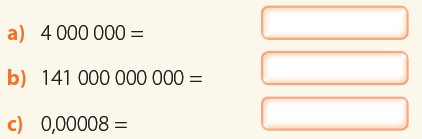 a) 4 000 000 =
b) 141 000 000 000 =
c) 0,00008 =